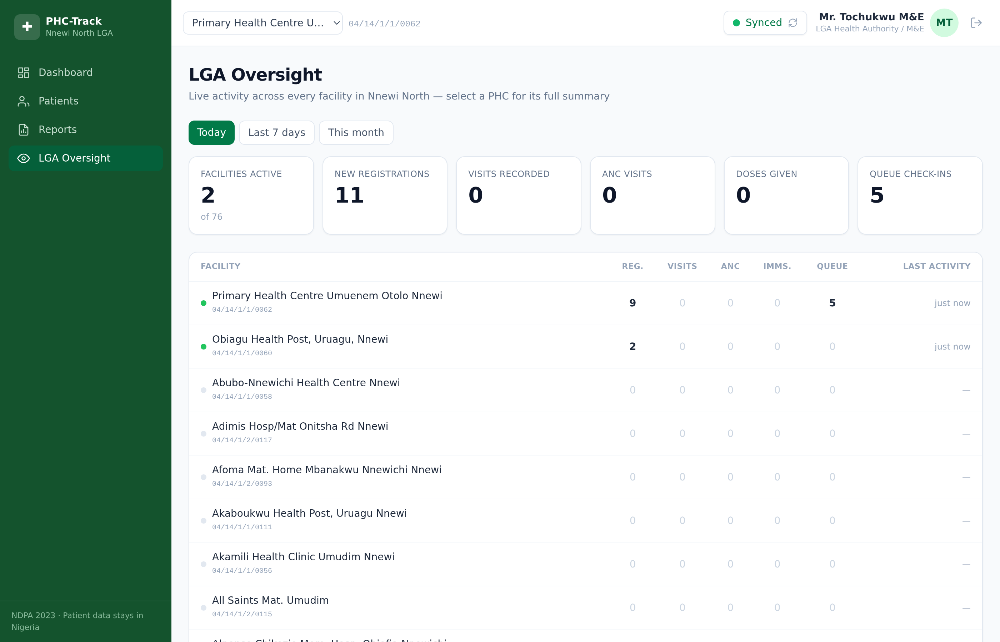 PHC-Track
Nnewi North LGA
Dashboard
Patients
Reports
LGA Oversight
NDPA 2023 · Patient data stays in
Nigeria
Primary Health Centre U... 04/14/1/1/0062
Synced
Mr. Tochukwu M&E
LGA Health Authority / M&E
MT
LGA Oversight
Live activity across every facility in Nnewi North — select a PHC for its full summary
Today Last 7 days This month
FACILITIES ACTIVE
2
of 76
NEW REGISTRATIONS
11
VISITS RECORDED
0
ANC VISITS
0
DOSES GIVEN
0
QUEUE CHECK-INS
5
FACILITY REG. VISITS ANC IMMS. QUEUE LAST ACTIVITY
Primary Health Centre Umuenem Otolo Nnewi
04/14/1/1/0062
9 0 0 0 5 just now
Obiagu Health Post, Uruagu, Nnewi
04/14/1/1/0060
2 0 0 0 0 just now
Abubo-Nnewichi Health Centre Nnewi
04/14/1/1/0058
0 0 0 0 0 —
Adimis Hosp/Mat Onitsha Rd Nnewi
04/14/1/2/0117
0 0 0 0 0 —
Afoma Mat. Home Mbanakwu Nnewichi Nnewi
04/14/1/2/0093
0 0 0 0 0 —
Akaboukwu Health Post, Uruagu Nnewi
04/14/1/1/0111
0 0 0 0 0 —
Akamili Health Clinic Umudim Nnewi
04/14/1/1/0056
0 0 0 0 0 —
All Saints Mat. Umudim
04/14/1/2/0115
0 0 0 0 0 —